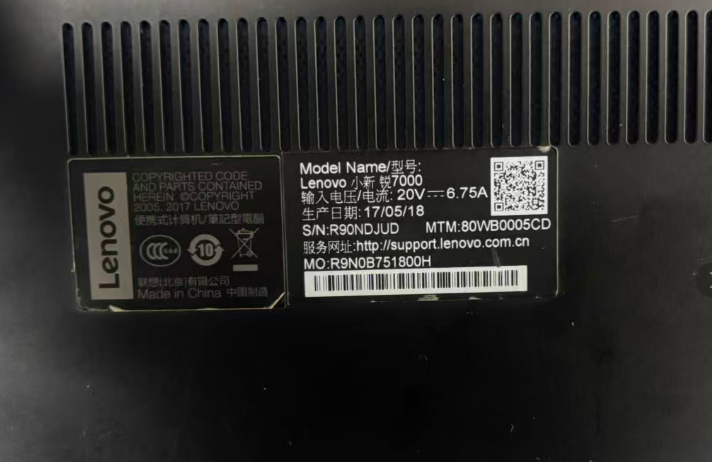 Lenovo
COPYRIGHTED CODE
AND PARTS CONTAINED
HEREIN. ©COPYRIGHT
2005, 2017 LENOVO
便携式计算机/筆記型電腦
CCC
10
联想(北京)有限公司
Made in China 中国制造
Model Name/型号:
Lenovo 小新 锐7000
输入电压/电流: 20V⎓6.75A
生产日期: 17/05/18
S/N:R90NDJUD MTM:80WB0005CD
服务网址:http://support.lenovo.com.cn
MO:R9N0B751800H